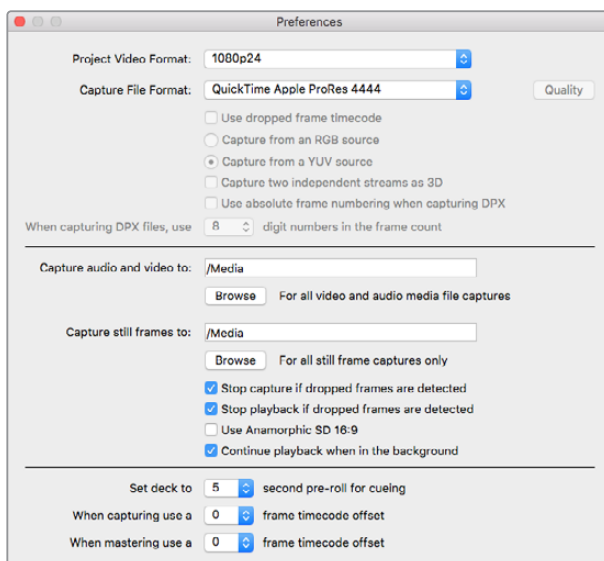 Preferences
Project Video Format: 1080p24
Capture File Format: QuickTime Apple ProRes 4444 Quality
Use dropped frame timecode
Capture from an RGB source
Capture from a YUV source
Capture two independent streams as 3D
Use absolute frame numbering when capturing DPX
When capturing DPX files, use 8 digit numbers in the frame count
Capture audio and video to: /Media
Browse For all video and audio media file captures
Capture still frames to: /Media
Browse For all still frame captures only
Stop capture if dropped frames are detected
Stop playback if dropped frames are detected
Use Anamorphic SD 16:9
Continue playback when in the background
Set deck to 5 second pre-roll for cueing
When capturing use a 0 frame timecode offset
When mastering use a 0 frame timecode offset